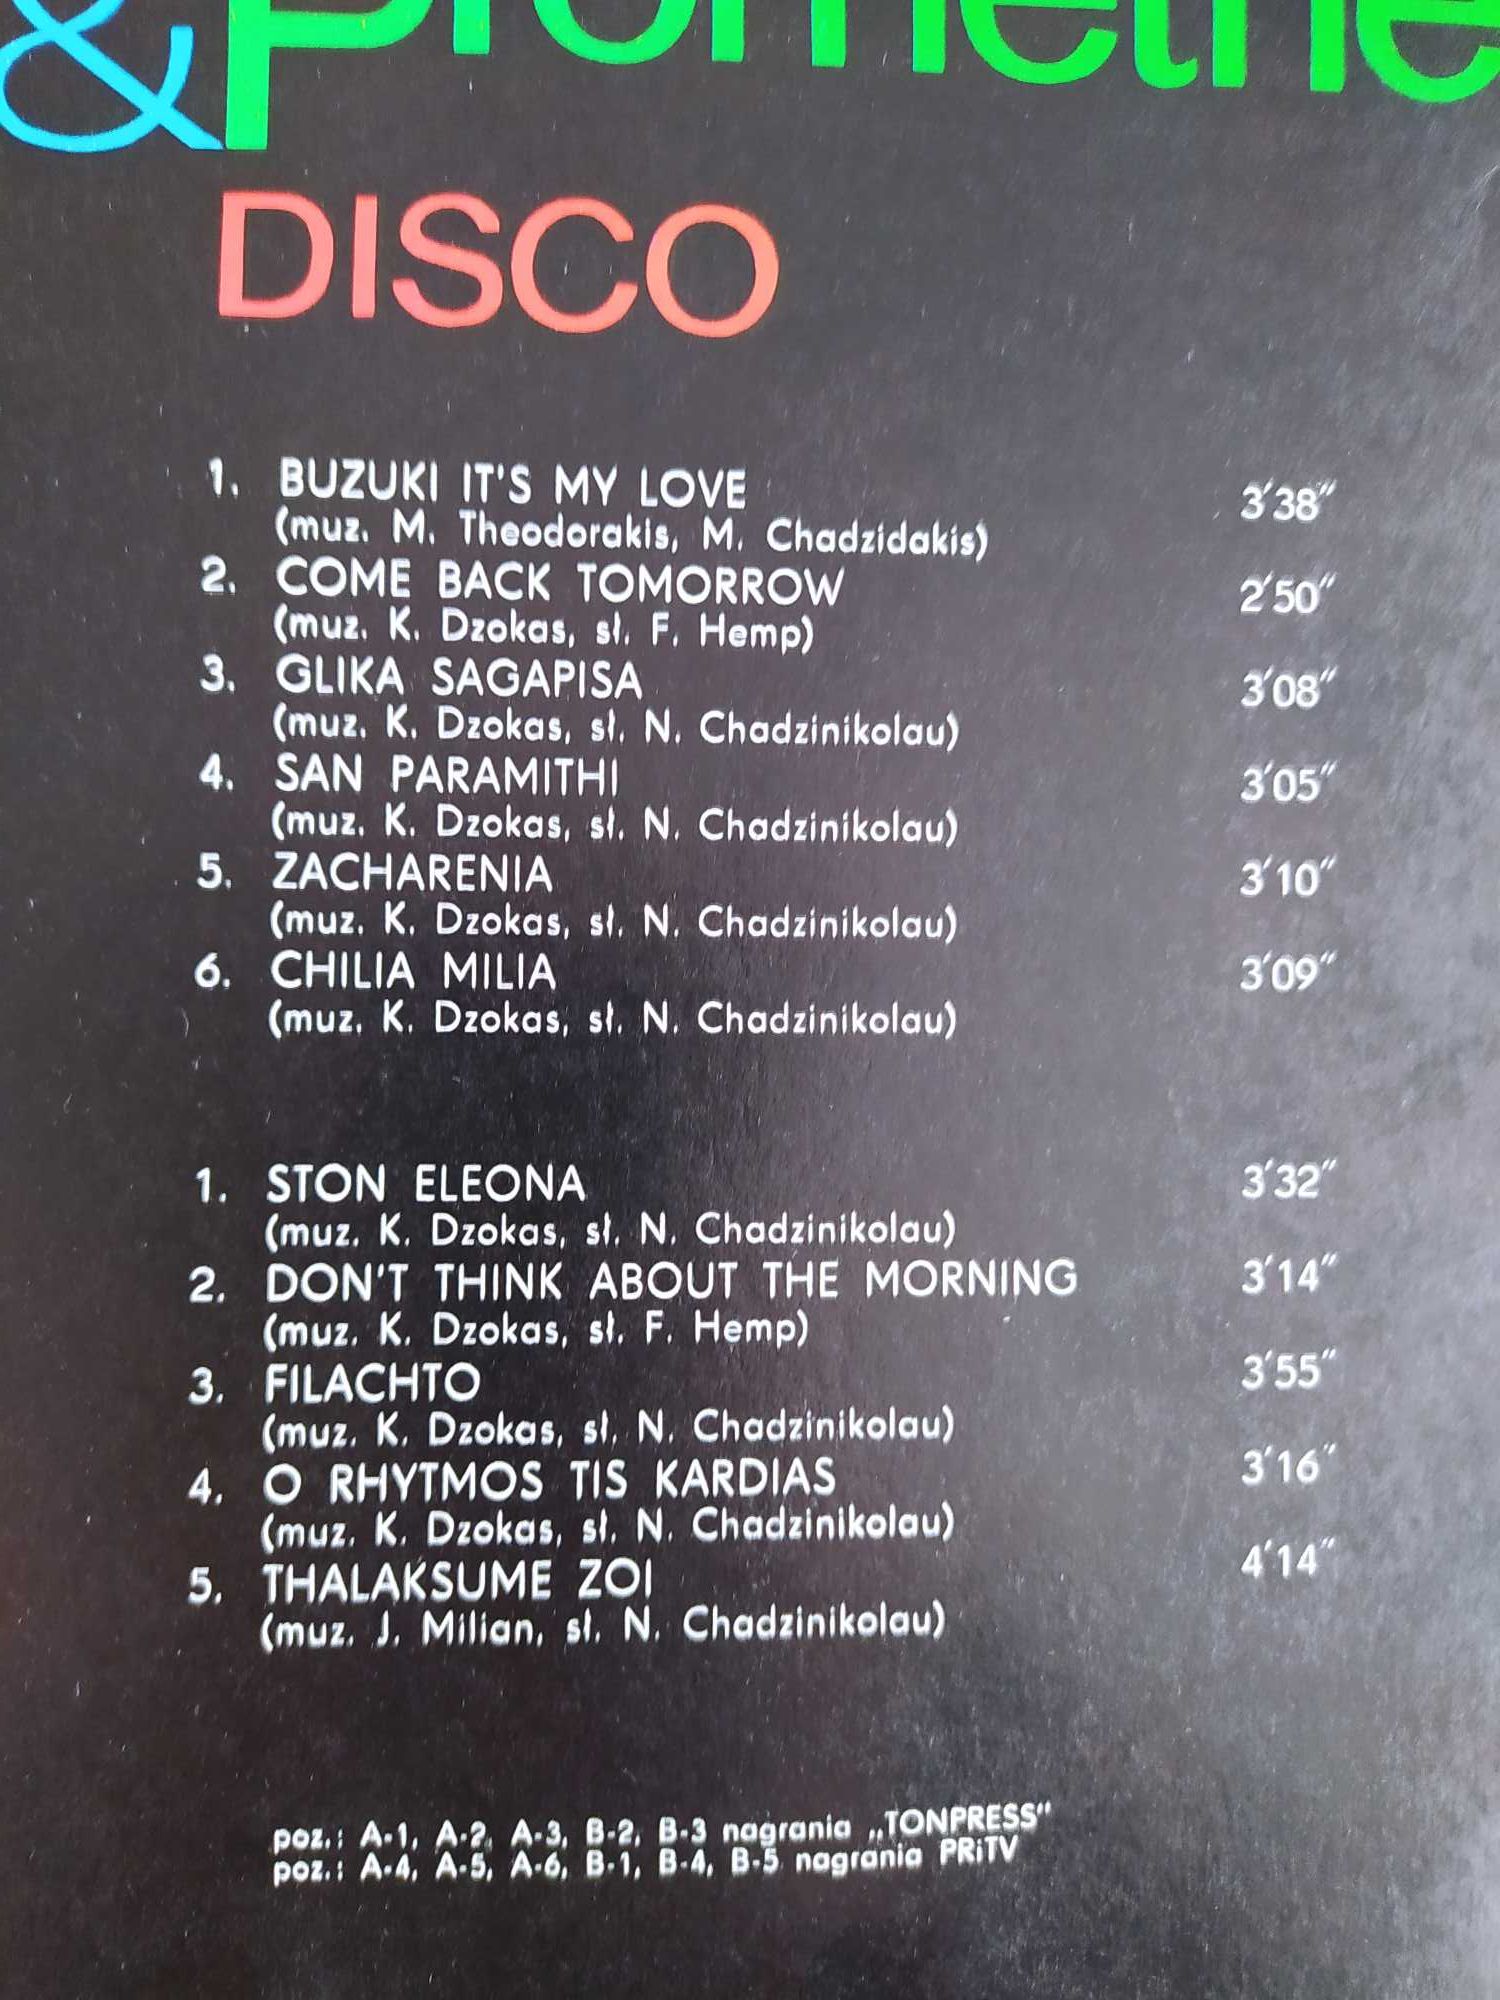 &
DISCO
1. BUZUKI IT'S MY LOVE 3'38"
(muz. M. Theodorakis, M. Chadzidakis)
2. COME BACK TOMORROW 2'50"
(muz. K. Dzokas, sł. F. Hemp)
3. GLIKA SAGAPISA 3'08"
(muz. K. Dzokas, sł. N. Chadzinikolau)
4. SAN PARAMITHI 3'05"
(muz. K. Dzokas, sł. N. Chadzinikolau)
5. ZACHARENIA 3'10"
(muz. K. Dzokas, sł. N. Chadzinikolau)
6. CHILIA MILIA 3'09"
(muz. K. Dzokas, sł. N. Chadzinikolau)
1. STON ELEONA 3'32"
(muz. K. Dzokas, sł. N. Chadzinikolau)
2. DON'T THINK ABOUT THE MORNING 3'14"
(muz. K. Dzokas, sł. F. Hemp)
3. FILACHTO 3'55"
(muz. K. Dzokas, sł. N. Chadzinikolau)
4. O RHYTMOS TIS KARDIAS 3'16"
(muz. K. Dzokas, sł. N. Chadzinikolau)
5. THALAKSUME ZOI 4'14"
(muz. J. Milian, sł. N. Chadzinikolau)
poz.: A-1, A-2, A-3, B-2, B-3 nagrania „TONPRESS"
poz.: A-4, A-5, A-6, B-1, B-4, B-5 nagrania PRiTV